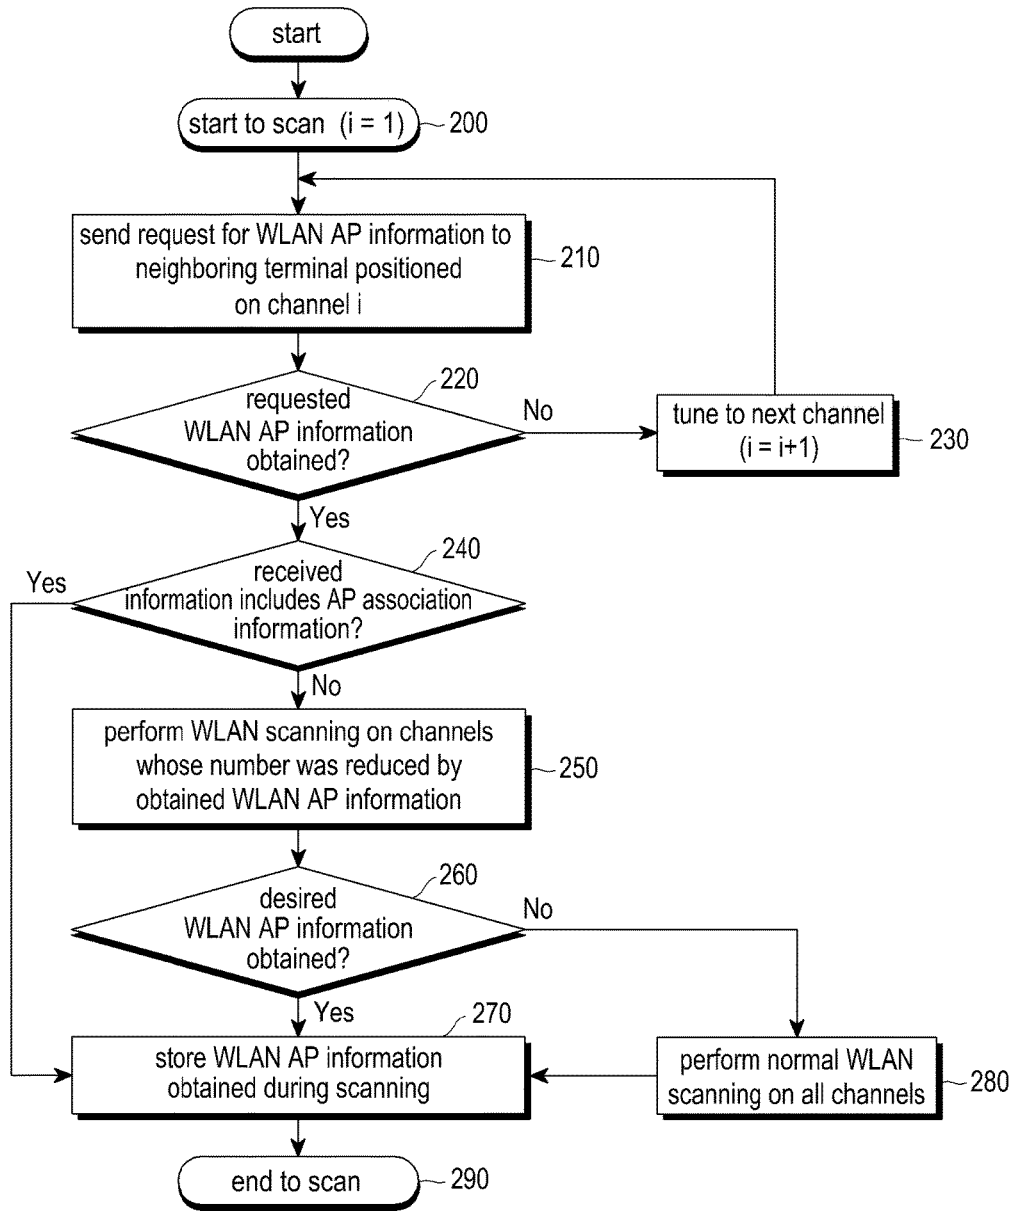 start
start to scan (i = 1)
200
send request for WLAN AP information to
neighboring terminal positioned
on channel i
210
220
requested
WLAN AP information
obtained?
No
tune to next channel
(i = i+1)
230
Yes
240
received
information includes AP association
information?
Yes
No
perform WLAN scanning on channels
whose number was reduced by
obtained WLAN AP information
250
260
desired
WLAN AP information
obtained?
No
Yes
270
store WLAN AP information
obtained during scanning
perform normal WLAN
scanning on all channels
280
end to scan
290